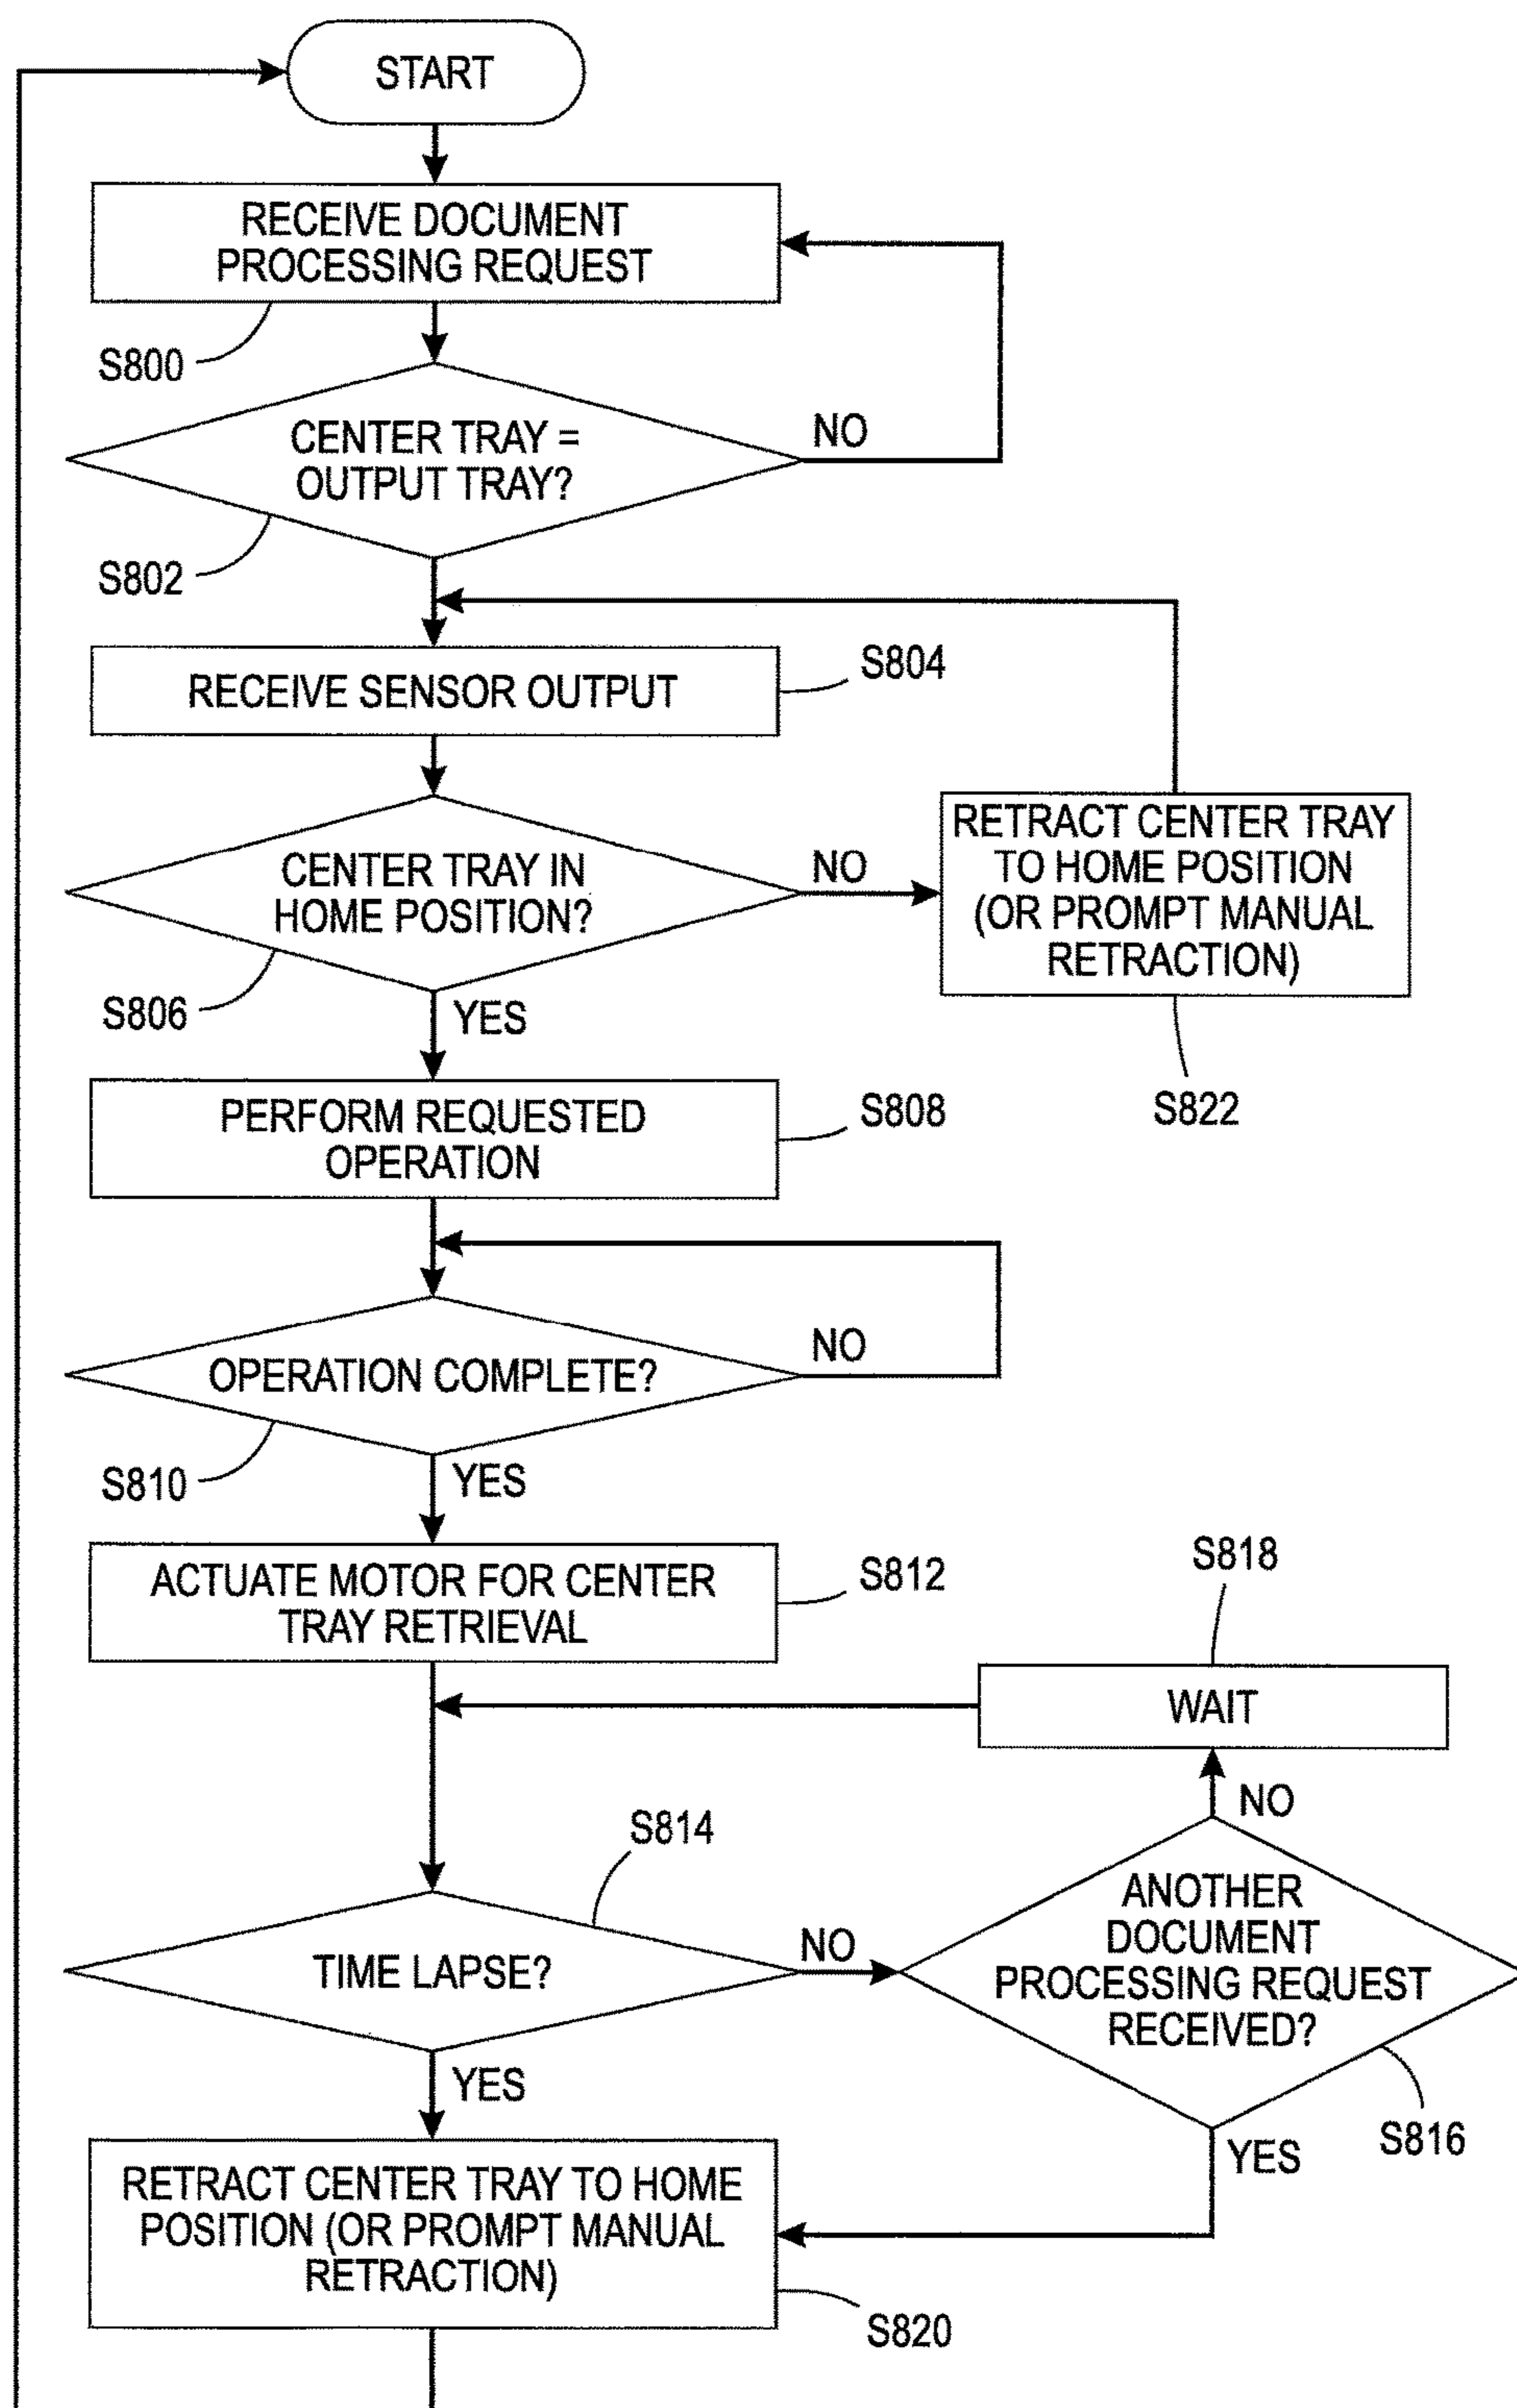 START
RECEIVE DOCUMENT
PROCESSING REQUEST
S800
CENTER TRAY =
OUTPUT TRAY?
NO
S802
RECEIVE SENSOR OUTPUT
S804
CENTER TRAY IN
HOME POSITION?
NO
RETRACT CENTER TRAY
TO HOME POSITION
(OR PROMPT MANUAL
RETRACTION)
S806
YES
S822
PERFORM REQUESTED
OPERATION
S808
OPERATION COMPLETE?
NO
S810
YES
ACTUATE MOTOR FOR CENTER
TRAY RETRIEVAL
S812
S818
WAIT
NO
S814
TIME LAPSE?
NO
ANOTHER
DOCUMENT
PROCESSING REQUEST
RECEIVED?
YES
S816
YES
RETRACT CENTER TRAY TO HOME
POSITION (OR PROMPT MANUAL
RETRACTION)
S820